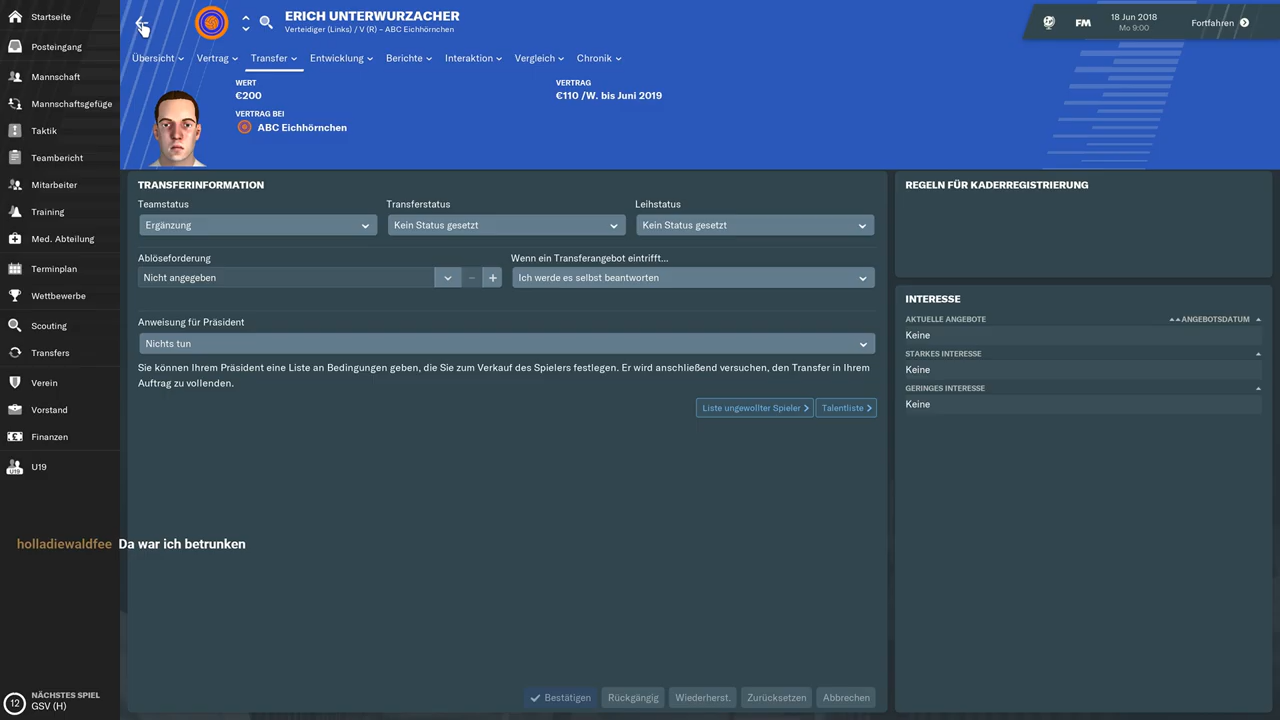 Startseite
Posteingang
Mannschaft
Mannschaftsgefüge
Taktik
Teambericht
Mitarbeiter
Training
Med. Abteilung
Terminplan
Wettbewerbe
Scouting
Transfers
Verein
Vorstand
Finanzen
U19
U19
12
NÄCHSTES SPIEL
GSV (H)
ERICH UNTERWURZACHER
Verteidiger (Links) / V (R) – ABC Eichhörnchen
FM
18 Jun 2018
Mo 9:00
Fortfahren
Übersicht Vertrag Transfer Entwicklung Berichte Interaktion Vergleich Chronik
WERT
€200
VERTRAG BEI
ABC Eichhörnchen
VERTRAG
€110 /W. bis Juni 2019
TRANSFERINFORMATION
Teamstatus Transferstatus Leihstatus
Ergänzung Kein Status gesetzt Kein Status gesetzt
Ablöseforderung Wenn ein Transferangebot eintrifft...
Nicht angegeben – + Ich werde es selbst beantworten
Anweisung für Präsident
Nichts tun
Sie können Ihrem Präsident eine Liste an Bedingungen geben, die Sie zum Verkauf des Spielers festlegen. Er wird anschließend versuchen, den Transfer in Ihrem
Auftrag zu vollenden.
Liste ungewollter Spieler Talentliste
holladiewaldfee Da war ich betrunken
Bestätigen Rückgängig Wiederherst. Zurücksetzen Abbrechen
REGELN FÜR KADERREGISTRIERUNG
INTERESSE
AKTUELLE ANGEBOTE ANGEBOTSDATUM
Keine
STARKES INTERESSE
Keine
GERINGES INTERESSE
Keine